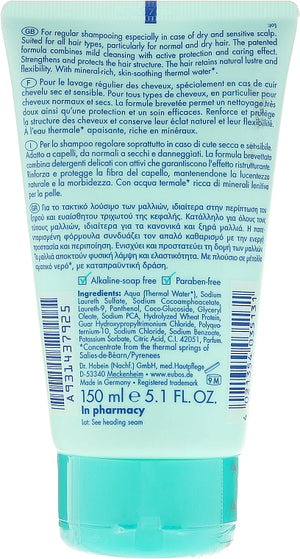 GB For regular shampooing especially in case of dry and sensitive scalp.
Suited for all hair types, particularly for normal and dry hair. The patented
formula combines mild cleansing with active protection and caring effect.
Strengthens and protects the hair structure. The hair retains natural lustre and
flexibility. With mineral-rich, skin-soothing thermal water*.
F Pour le lavage régulier des cheveux, spécialement en cas de cuir
chevelu sec et sensible. Pour tous types de cheveux, en particulier pour
cheveux normaux et secs. La formule brevetée permet un nettoyage très
doux ainsi qu'une protection et un soin efficaces. Renforce et protège
la structure des cheveux et conserve leur éclat naturel et leur souplesse.
À l'eau thermale* apaisante, riche en minéraux.
I Per lo shampoo regolare soprattutto in caso di cute secca e sensibile.
Adatto a capelli, da normali a secchi e danneggiati. La formula brevettata
combina detergenti delicati con attivi che garantiscono l'effetto ristrutturante.
Rinforza e protegge la fibra del capello, mantenendone la lucentezza
naturale e la morbidezza. Con acqua termale* ricca di minerali lenitiva
per la pelle.
GR Για το τακτικό λούσιμο των μαλλιών, ιδιαίτερα στην περίπτωση του
ξηρού και ευαίσθητου τριχωτού της κεφαλής. Κατάλληλο για όλους τους
τύπους μαλλιών, ιδιαίτερα για τα κανονικά και ξηρά μαλλιά. Η
πατενταρισμένη φόρμουλα συνδυάζει τον απαλό καθαρισμό με την ενεργή
προστασία και περιποίηση. Ενισχύει και προστατεύει τη δομή των μαλλιών.
Τα μαλλιά αποκτούν φυσική λάμψη και ελαστικότητα. Με πλούσιο σε μέταλλα
νερό*, με καταπραϋντική δράση.
Alkaline-soap free Paraben-free
Ingredients: Aqua (Thermal Water*), Sodium
Laureth Sulfate, Sodium Cocoamphoacetate,
Laureth-9, Panthenol, Coco-Glucoside, Glyceryl
Oleate, Sodium PCA, Hydrolyzed Wheat Protein,
Guar Hydroxypropyltrimonium Chloride, Polyquaternium-10,
Sodium Chloride, Sodium Benzoate,
Potassium Sorbate, Citric Acid, C.I. 42051, Parfum.
*Concentrate from the thermal springs of
Salies-de-Béarn/Pyrenees
Dr. Hobein (Nachf.) GmbH, med. Hautpflege
D-53340 Meckenheim • www.eubos.de
Made in Germany • Registered trademark
9M
150 ml e 5.1 FL.OZ.
In pharmacy
Lot: See heading seam
A931437925